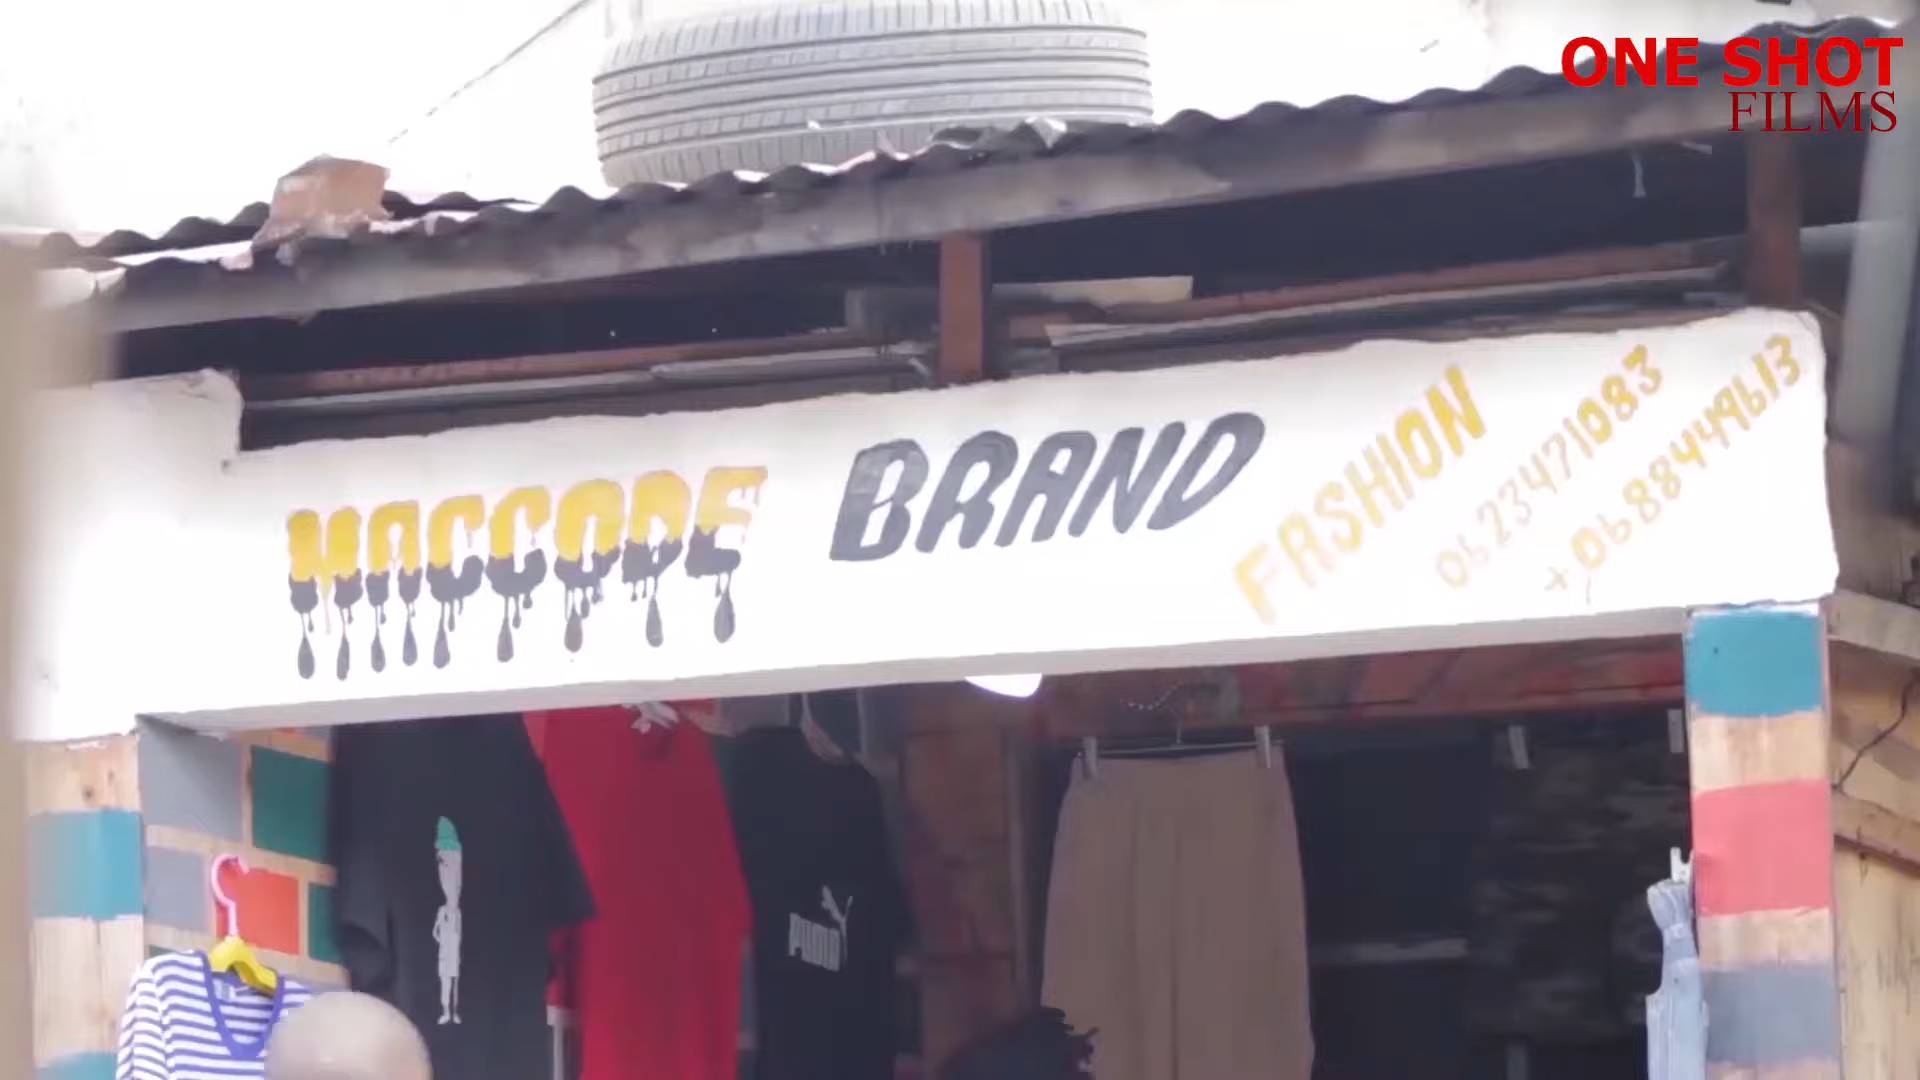 ONE SHOT
FILMS
MACCODE BRAND
FASHION
0623471083
+0688449613
PUMA